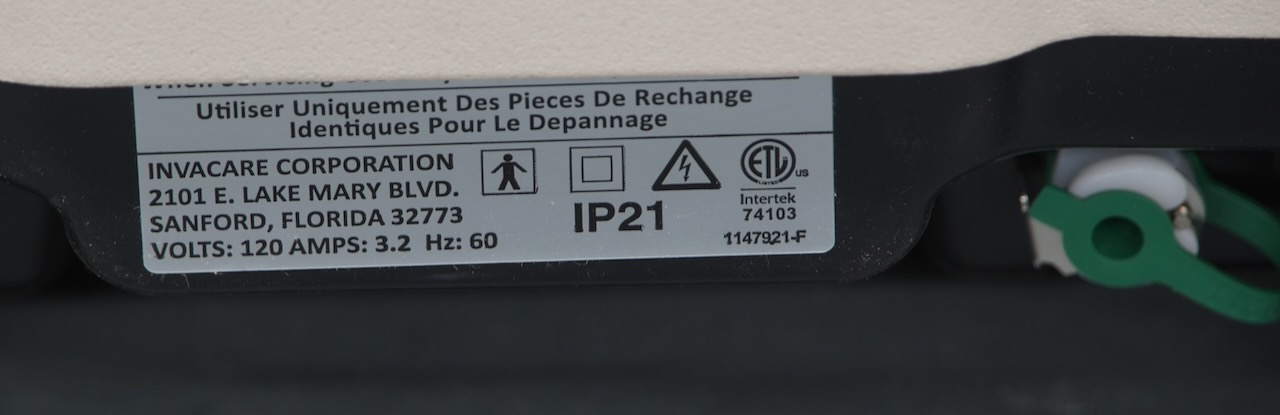 Utiliser Uniquement Des Pieces De Rechange
Identiques Pour Le Depannage
INVACARE CORPORATION
2101 E. LAKE MARY BLVD.
SANFORD, FLORIDA 32773
VOLTS: 120 AMPS: 3.2 Hz: 60
IP21
ETL
LISTED
US
Intertek
74103
1147921-F